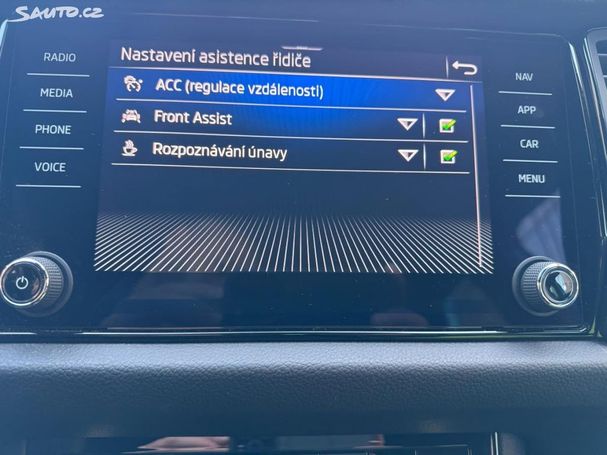 Sauto.cz
Nastavení asistence řidiče
RADIO
MEDIA
PHONE
VOICE
ACC (regulace vzdálenosti)
Front Assist
Rozpoznávání únavy
NAV
APP
CAR
MENU